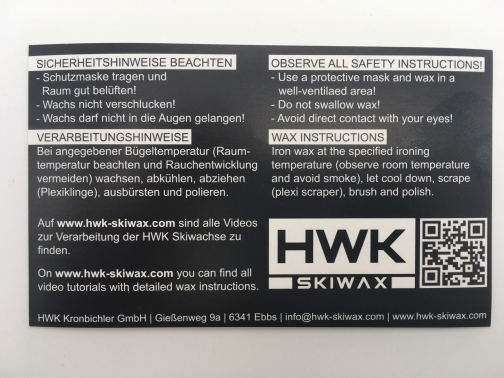 SICHERHEITSHINWEISE BEACHTEN
- Schutzmaske tragen und
Raum gut belüften!
- Wachs nicht verschlucken!
- Wachs darf nicht in die Augen gelangen!
VERARBEITUNGSHINWEISE
Bei angegebener Bügeltemperatur (Raum-
temperatur beachten und Rauchentwicklung
vermeiden) wachsen, abkühlen, abziehen
(Plexiklinge), ausbürsten und polieren.
Auf www.hwk-skiwax.com sind alle Videos
zur Verarbeitung der HWK Skiwachse zu
finden.
On www.hwk-skiwax.com you can find all
video tutorials with detailed wax instructions.
OBSERVE ALL SAFETY INSTRUCTIONS!
- Use a protective mask and wax in a
well-ventilaed area!
- Do not swallow wax!
- Avoid direct contact with your eyes!
WAX INSTRUCTIONS
Iron wax at the specified ironing
temperature (observe room temperature
and avoid smoke), let cool down, scrape
(plexi scraper), brush and polish.
HWK
SKIWAX
HWK Kronbichler GmbH | Gießenweg 9a | 6341 Ebbs | info@hwk-skiwax.com | www.hwk-skiwax.com